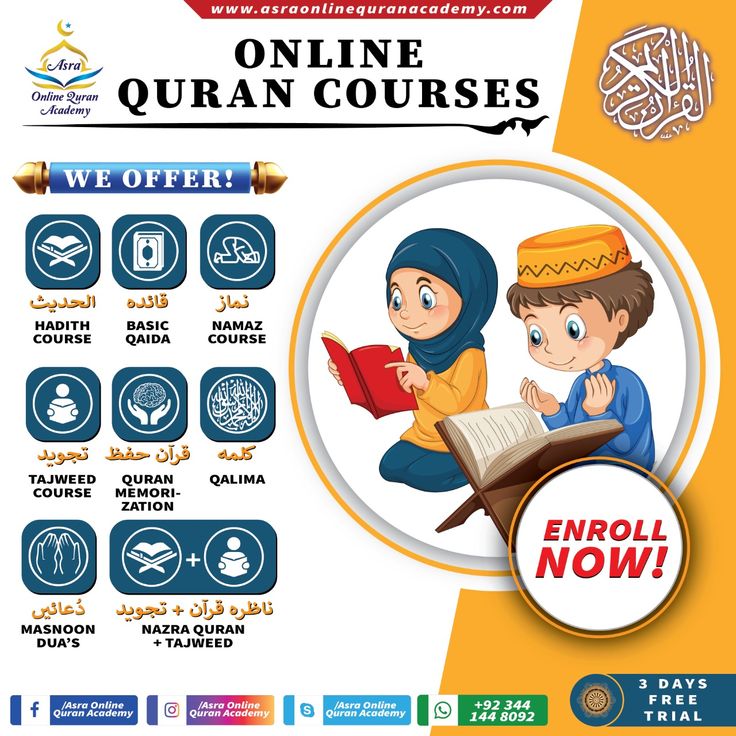 www.asraonlinequranacademy.com
Asra
Online Quran
Academy
ONLINE
QURAN COURSES
القرآن الكريم
WE OFFER!
الحديث
HADITH
COURSE
قائده
BASIC
QAIDA
نماز
NAMAZ
COURSE
تجوید
TAJWEED
COURSE
قرآن حفظ
QURAN
MEMORI-
ZATION
کلمه
QALIMA
دُعائیں
MASNOON
DUA'S
ناظره قرآن + تجوید
NAZRA QURAN
+ TAJWEED
ENROLL
NOW!
/Asra Online
Quran Academy
/Asra Online
Quran Academy
/Asra Online
Quran Academy
+92 344
144 8092
3 DAYS
FREE
TRIAL